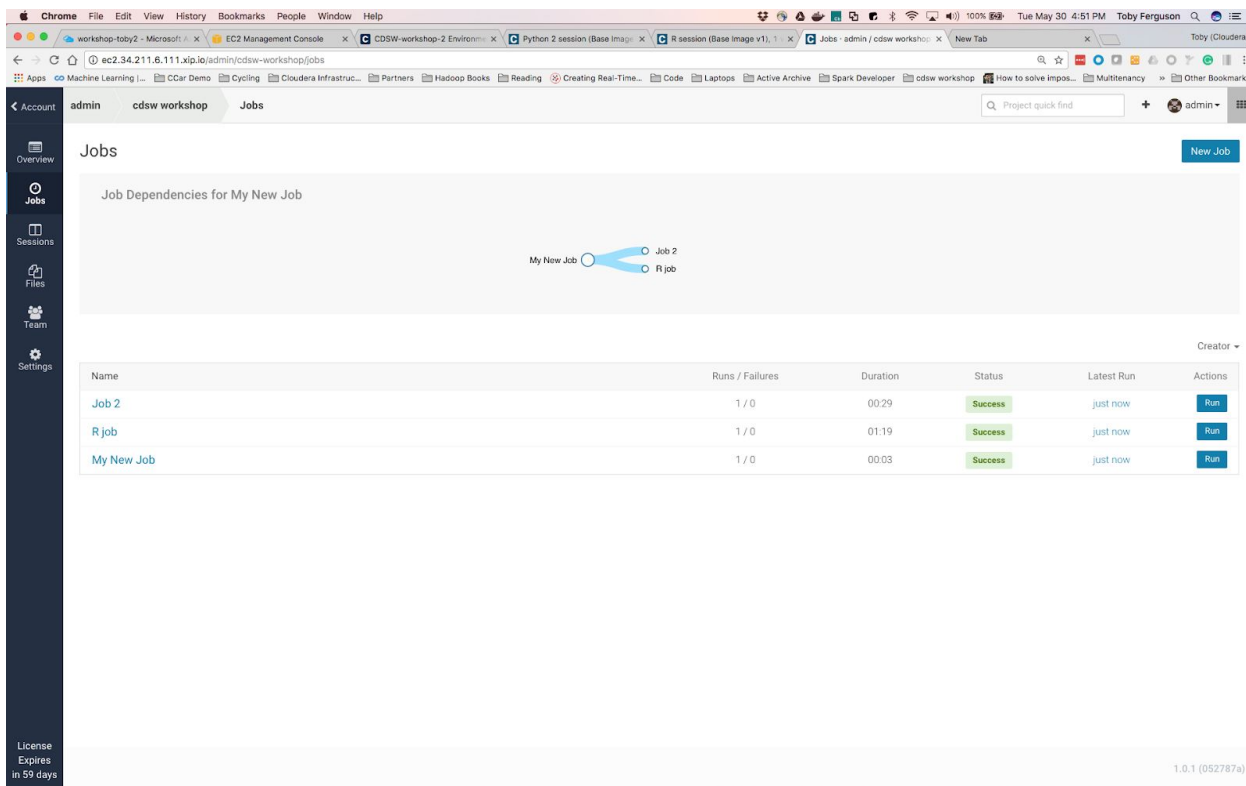 Chrome File Edit View History Bookmarks People Window Help 100% Tue May 30 4:51 PM Toby Ferguson
workshop-toby2 - Microsoft A EC2 Management Console CDSW-workshop-2 Environme Python 2 session (Base Image R session (Base Image v1), 1 Jobs · admin / cdsw workshop New Tab Toby (Cloudera
ec2.34.211.6.111.xip.io/admin/cdsw-workshop/jobs
Apps Machine Learning |... CCar Demo Cycling Cloudera Infrastruc... Partners Hadoop Books Reading Creating Real-Time... Code Laptops Active Archive Spark Developer cdsw workshop How to solve impos... Multitenancy » Other Bookmark
Account admin cdsw workshop Jobs Project quick find + admin
Overview
Jobs
Sessions
Files
Team
Settings
Jobs New Job
Job Dependencies for My New Job
My New Job
Job 2
R job
Creator
Name Runs / Failures Duration Status Latest Run Actions
Job 2 1 / 0 00:29 Success just now Run
R job 1 / 0 01:19 Success just now Run
My New Job 1 / 0 00:03 Success just now Run
License
Expires
in 59 days
1.0.1 (052787a)